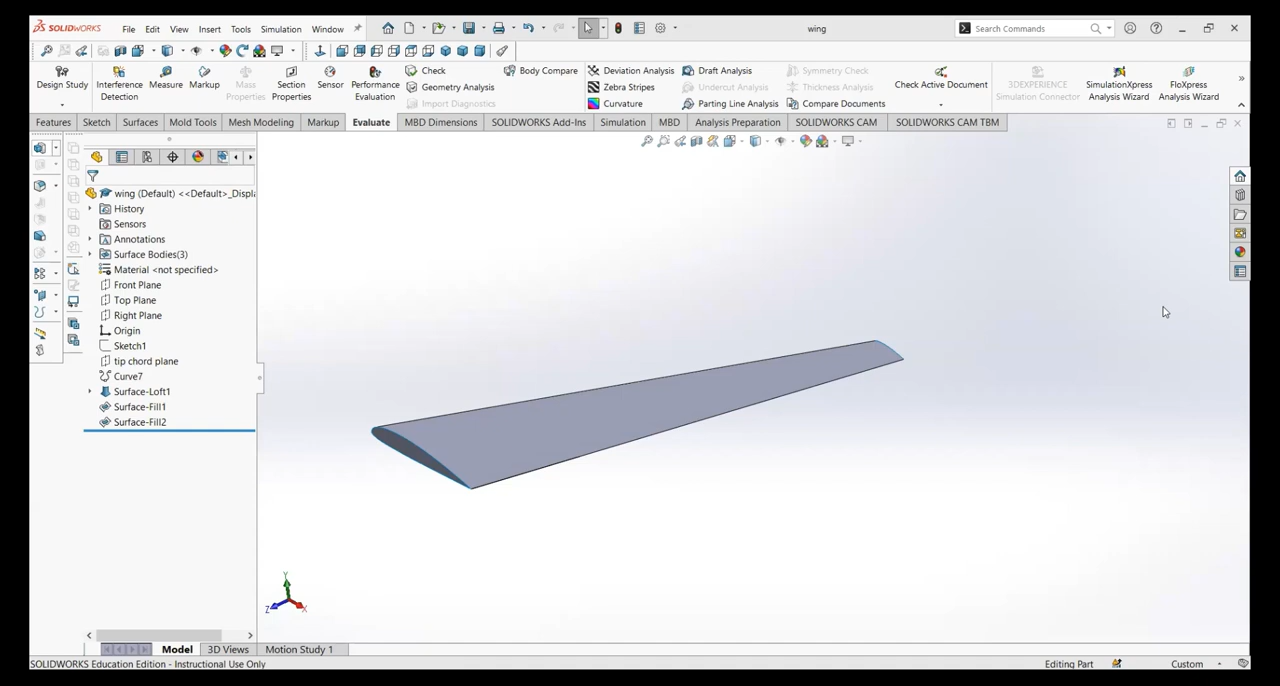 SOLIDWORKS File Edit View Insert Tools Simulation Window wing Search Commands
Design Study
Interference Detection
Measure
Markup
Mass Properties
Section Properties
Sensor
Performance Evaluation
Check
Geometry Analysis
Import Diagnostics
Body Compare
Deviation Analysis
Zebra Stripes
Curvature
Draft Analysis
Undercut Analysis
Parting Line Analysis
Symmetry Check
Thickness Analysis
Compare Documents
Check Active Document
3DEXPERIENCE Simulation Connector
SimulationXpress Analysis Wizard
FloXpress Analysis Wizard
Features Sketch Surfaces Mold Tools Mesh Modeling Markup Evaluate MBD Dimensions SOLIDWORKS Add-Ins Simulation MBD Analysis Preparation SOLIDWORKS CAM SOLIDWORKS CAM TBM
wing (Default) <<Default>_Displa
History
Sensors
Annotations
Surface Bodies(3)
Material <not specified>
Front Plane
Top Plane
Right Plane
Origin
Sketch1
tip chord plane
Curve7
Surface-Loft1
Surface-Fill1
Surface-Fill2
Y
Z X
Model 3D Views Motion Study 1
SOLIDWORKS Education Edition - Instructional Use Only Editing Part Custom